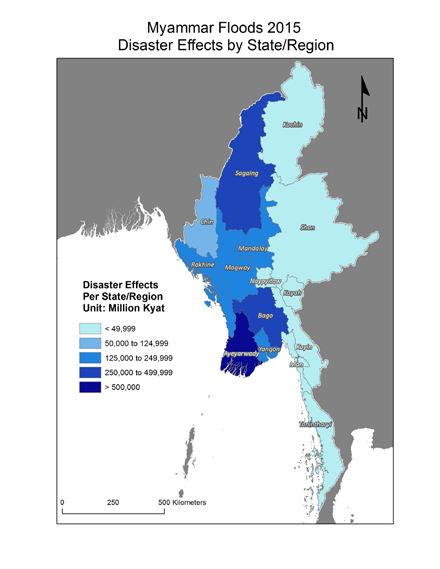 Myanmar Floods 2015
Disaster Effects by State/Region
N
Kachin
Sagaing
Chin
Shan
Mandalay
Rakhine
Magway
Naypyitaw
Kayah
Bago
Ayeyarwady
Yangon
Kayin
Mon
Tanintharyi
Disaster Effects
Per State/Region
Unit: Million Kyat
< 49,999
50,000 to 124,999
125,000 to 249,999
250,000 to 499,999
> 500,000
0 250 500 Kilometers